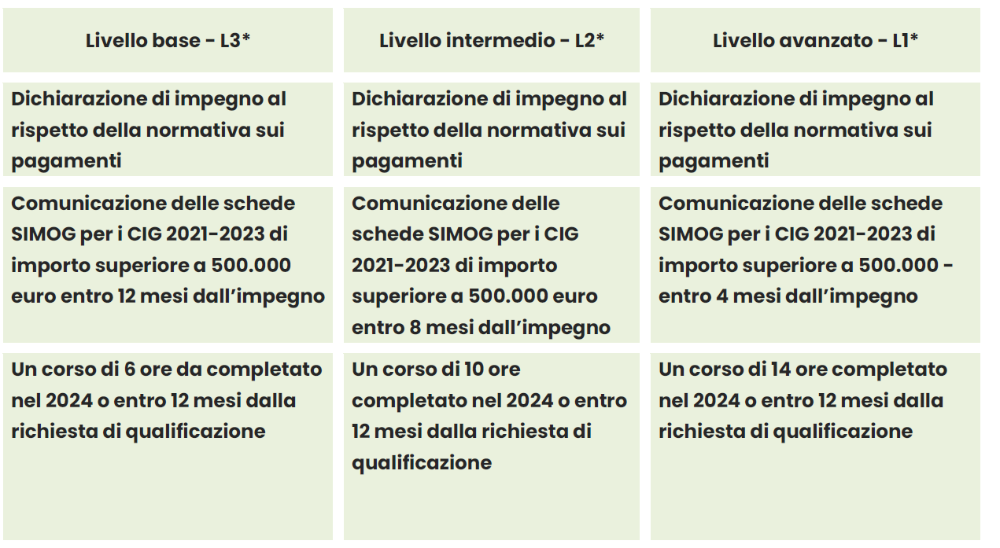 Livello base - L3*
Livello intermedio - L2*
Livello avanzato - L1*
Dichiarazione di impegno al
rispetto della normativa sui
pagamenti
Dichiarazione di impegno al
rispetto della normativa sui
pagamenti
Dichiarazione di impegno al
rispetto della normativa sui
pagamenti
Comunicazione delle schede
SIMOG per i CIG 2021-2023 di
importo superiore a 500.000
euro entro 12 mesi dall’impegno
Comunicazione delle
schede SIMOG per i CIG
2021-2023 di importo
superiore a 500.000 euro
entro 8 mesi dall’impegno
Comunicazione delle schede
SIMOG per i CIG 2021-2023 di
importo superiore a 500.000 -
entro 4 mesi dall’impegno
Un corso di 6 ore da completato
nel 2024 o entro 12 mesi dalla
richiesta di qualificazione
Un corso di 10 ore
completato nel 2024 o entro
12 mesi dalla richiesta di
qualificazione
Un corso di 14 ore completato
nel 2024 o entro 12 mesi dalla
richiesta di qualificazione